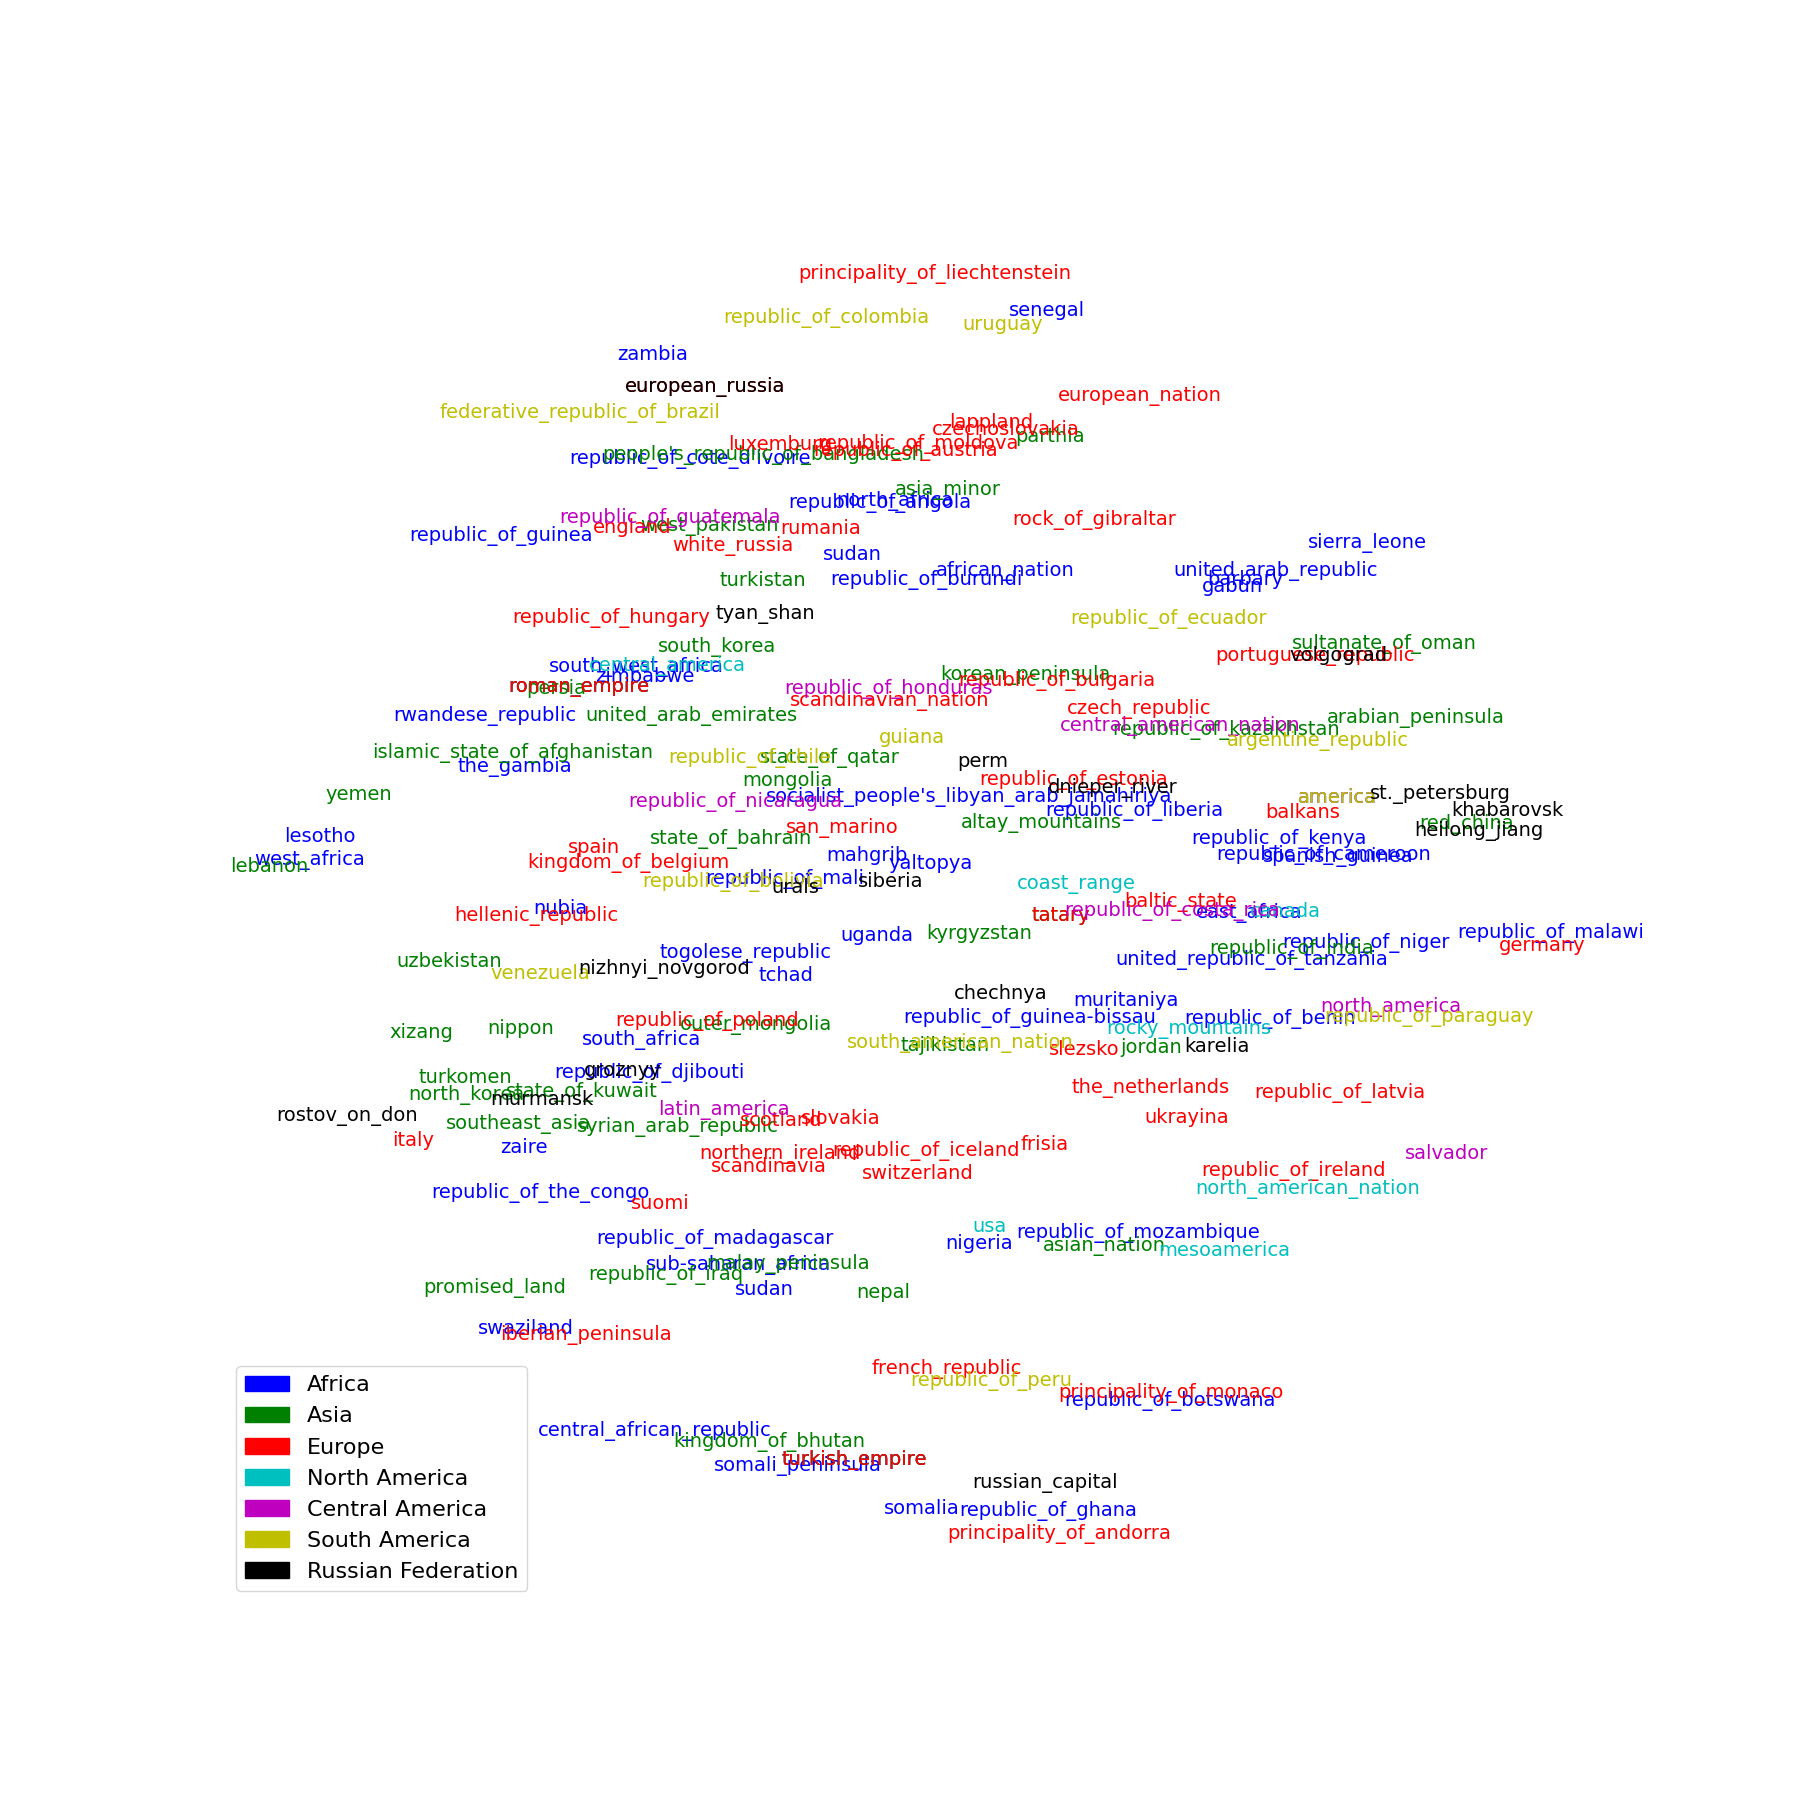 principality_of_liechtenstein
senegal
republic_of_colombia
uruguay
zambia
european_russia
european_nation
federative_republic_of_brazil
lappland
czechoslovakia
parthia
luxemburg
republic_of_moldova
republic_of_austria
people's_republic_of_bangladesh
republic_of_cote_d'ivoire
asia_minor
north_africa
republic_of_angola
republic_of_guatemala
rock_of_gibraltar
england
west_pakistan
rumania
republic_of_guinea
white_russia
sierra_leone
sudan
african_nation
united_arab_republic
turkistan
republic_of_burundi
barbary
gabun
tyan_shan
republic_of_hungary
republic_of_ecuador
south_korea
sultanate_of_oman
portuguese_republic
volgograd
south_west_africa
central_america
zimbabwe
korean_peninsula
republic_of_bulgaria
roman_empire
persia
republic_of_honduras
scandinavian_nation
czech_republic
rwandese_republic
united_arab_emirates
arabian_peninsula
central_american_nation
republic_of_kazakhstan
guiana
argentine_republic
islamic_state_of_afghanistan
republic_of_chile
state_of_qatar
perm
the_gambia
mongolia
republic_of_estonia
dnieper_river
yemen
republic_of_nicaragua
socialist_people's_libyan_arab_jamahiriya
america
st._petersburg
republic_of_liberia
balkans
khabarovsk
altay_mountains
red_china
san_marino
heilong_jiang
lesotho
state_of_bahrain
republic_of_kenya
spain
mahgrib
republic_of_cameroon
spanish_guinea
west_africa
lebanon
kingdom_of_belgium
yaltopya
republic_of_bolivia
republic_of_mali
urals
siberia
coast_range
baltic_state
nubia
hellenic_republic
tatary
republic_of_costa_rica
east_africa
canada
uganda
kyrgyzstan
republic_of_malawi
republic_of_niger
germany
republic_of_india
togolese_republic
uzbekistan
united_republic_of_tanzania
venezuela
nizhnyi_novgorod
tchad
chechnya
muritaniya
north_america
republic_of_guinea-bissau
republic_of_benin
republic_of_paraguay
republic_of_poland
outer_mongolia
xizang
nippon
rocky_mountains
south_africa
south_american_nation
tajikistan
slezsko
jordan
karelia
groznyy
republic_of_djibouti
turkomen
the_netherlands
north_korea
state_of_kuwait
republic_of_latvia
murmansk
latin_america
rostov_on_don
scotland
slovakia
ukrayina
southeast_asia
syrian_arab_republic
italy
zaire
frisia
northern_ireland
republic_of_iceland
salvador
scandinavia
switzerland
republic_of_ireland
republic_of_the_congo
north_american_nation
suomi
usa
republic_of_madagascar
republic_of_mozambique
nigeria
asian_nation
mesoamerica
sub-saharan_africa
malay_peninsula
republic_of_iraq
promised_land
sudan
nepal
swaziland
iberian_peninsula
french_republic
republic_of_peru
principality_of_monaco
republic_of_botswana
central_african_republic
kingdom_of_bhutan
turkish_empire
somali_peninsula
russian_capital
somalia
republic_of_ghana
principality_of_andorra
Africa
Asia
Europe
North America
Central America
South America
Russian Federation